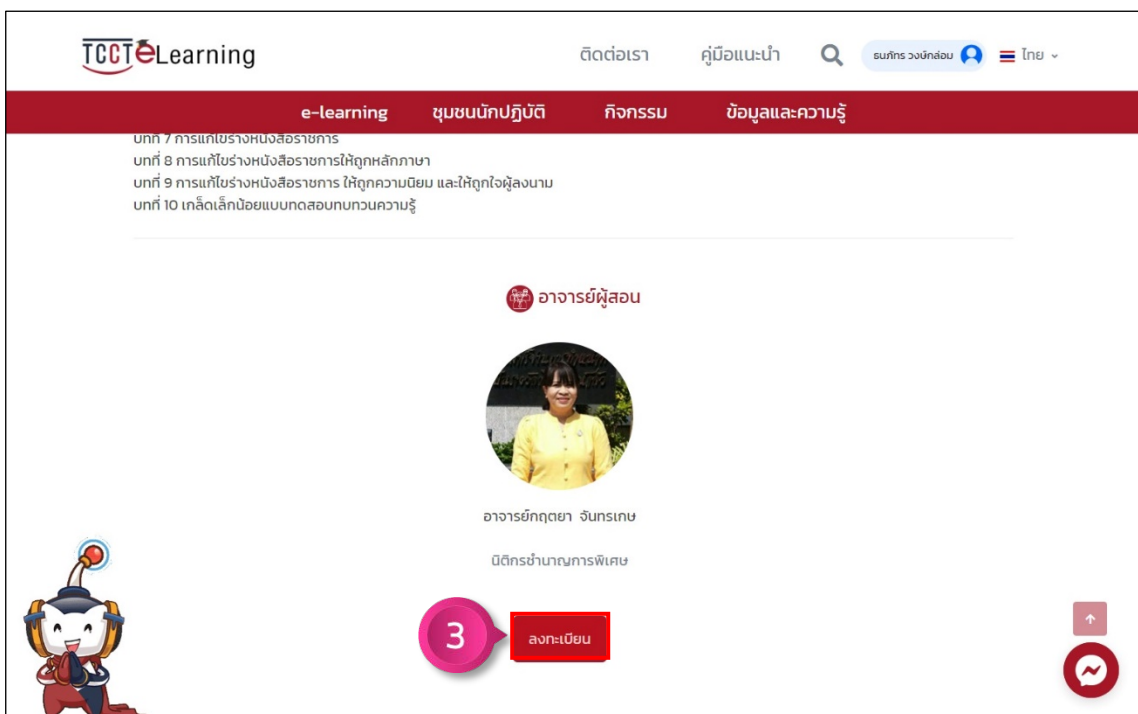 TCCTeLearning
ติดต่อเรา คู่มือแนะนำ ธนภัทร วงษ์กล่อม ไทย
e-learning ชุมชนนักปฏิบัติ กิจกรรม ข้อมูลและความรู้
บทที่ 7 การแก้ไขร่างหนังสือราชการ
บทที่ 8 การแก้ไขร่างหนังสือราชการให้ถูกหลักภาษา
บทที่ 9 การแก้ไขร่างหนังสือราชการ ให้ถูกความนิยม และให้ถูกใจผู้ลงนาม
บทที่ 10 เกล็ดเล็กน้อยแบบทดสอบทบทวนความรู้
อาจารย์ผู้สอน
อาจารย์กฤตยา จันทรเกษ
นิติกรชำนาญการพิเศษ
3 ลงทะเบียน